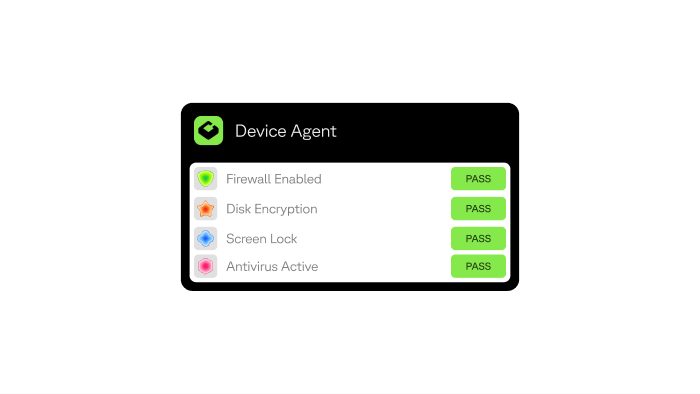 Device Agent
Firewall Enabled PASS
Disk Encryption PASS
Screen Lock PASS
Antivirus Active PASS